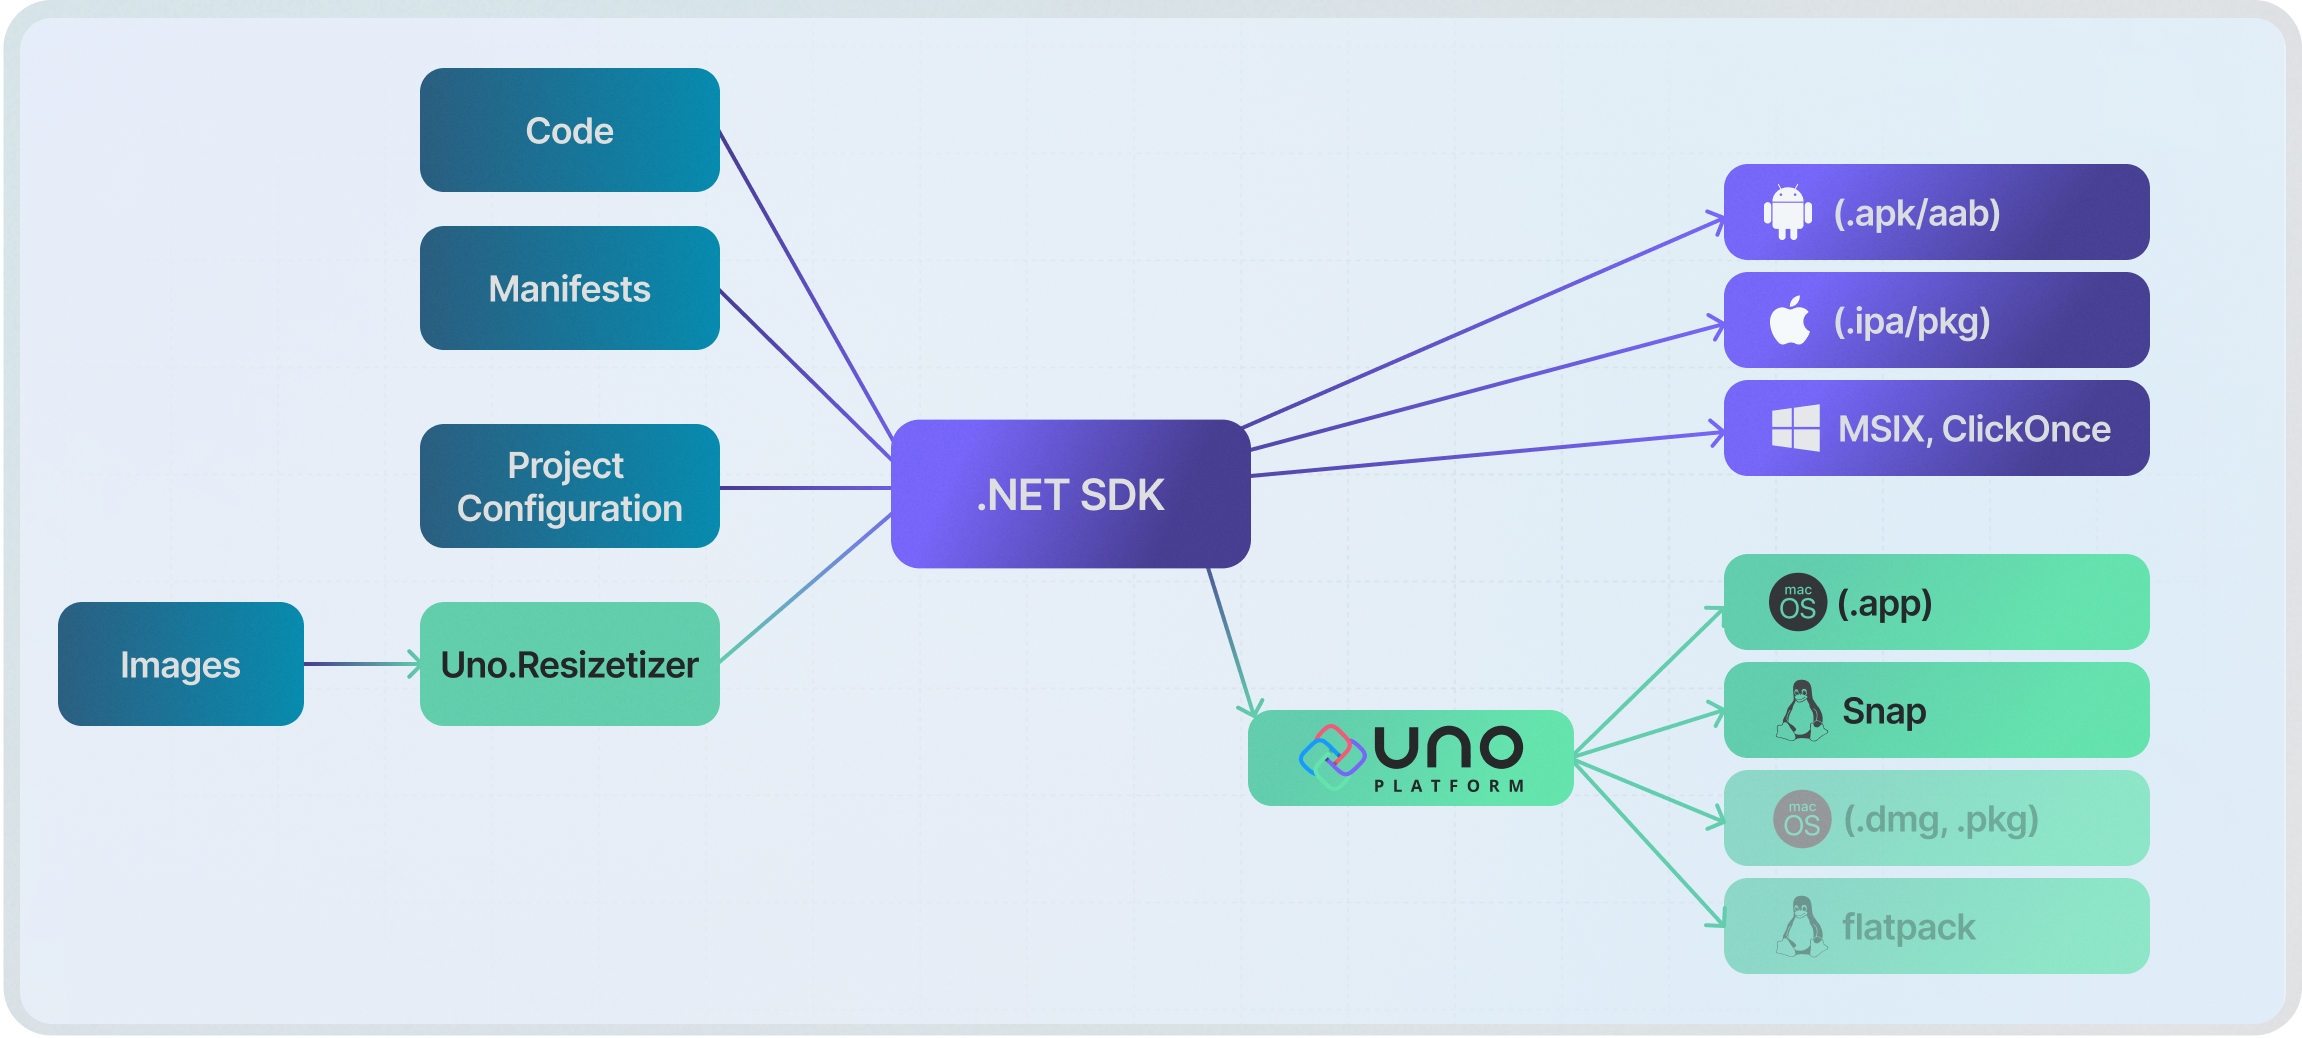 Code
Manifests
Project
Configuration
Images
Uno.Resizetizer
.NET SDK
(.apk/aab)
(.ipa/pkg)
MSIX, ClickOnce
uno
PLATFORM
mac
OS
(.app)
Snap
mac
OS
(.dmg, .pkg)
flatpack